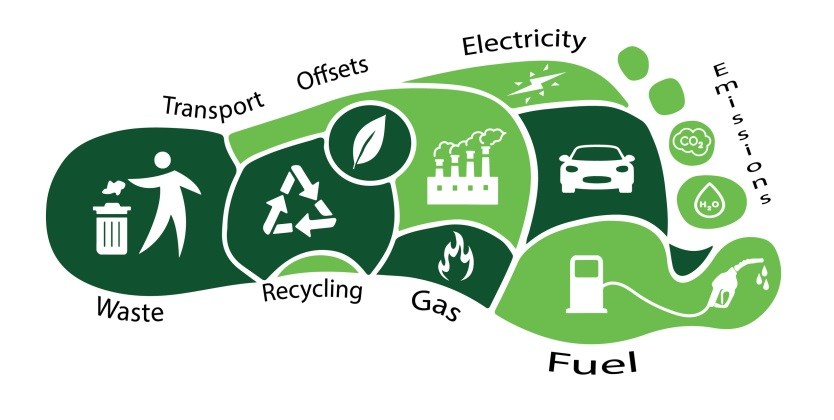 Electricity
Offsets
Transport
Emissions
CO₂
H₂O
Waste
Recycling
Gas
Fuel